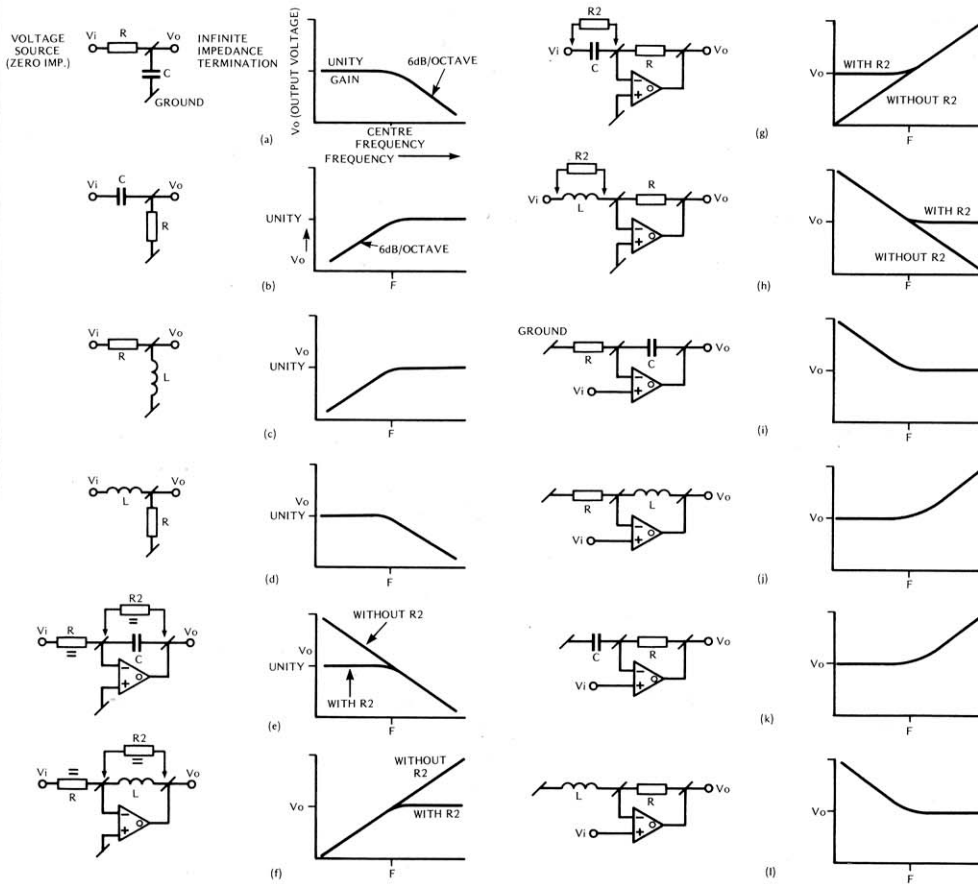 VOLTAGE
SOURCE
(ZERO IMP.)
Vi
R
Vo
C
GROUND
INFINITE
IMPEDANCE
TERMINATION
Vo (OUTPUT VOLTAGE)
UNITY
GAIN
6dB/OCTAVE
CENTRE
FREQUENCY
FREQUENCY
(a)
Vi
C
Vo
R
UNITY
Vo
6dB/OCTAVE
F
(b)
Vi
R
Vo
L
Vo
UNITY
F
(c)
Vi
L
Vo
R
Vo
UNITY
F
(d)
R2
=
Vi
R
=
C
Vo
− + O
Vo
UNITY
WITHOUT R2
WITH R2
F
(e)
R2
=
Vi
=
R
L
Vo
− + O
Vo
WITHOUT
R2
WITH R2
F
(f)
R2
Vi
C
R
Vo
− + O
Vo
WITH R2
WITHOUT R2
F
(g)
R2
Vi
L
R
Vo
− + O
Vo
WITH R2
WITHOUT R2
F
(h)
GROUND
R
C
Vo
Vi
− + O
Vo
F
(i)
R
L
Vo
Vi
− + O
Vo
F
(j)
C
R
Vo
Vi
− + O
Vo
F
(k)
L
R
Vo
Vi
− + O
Vo
F
(l)